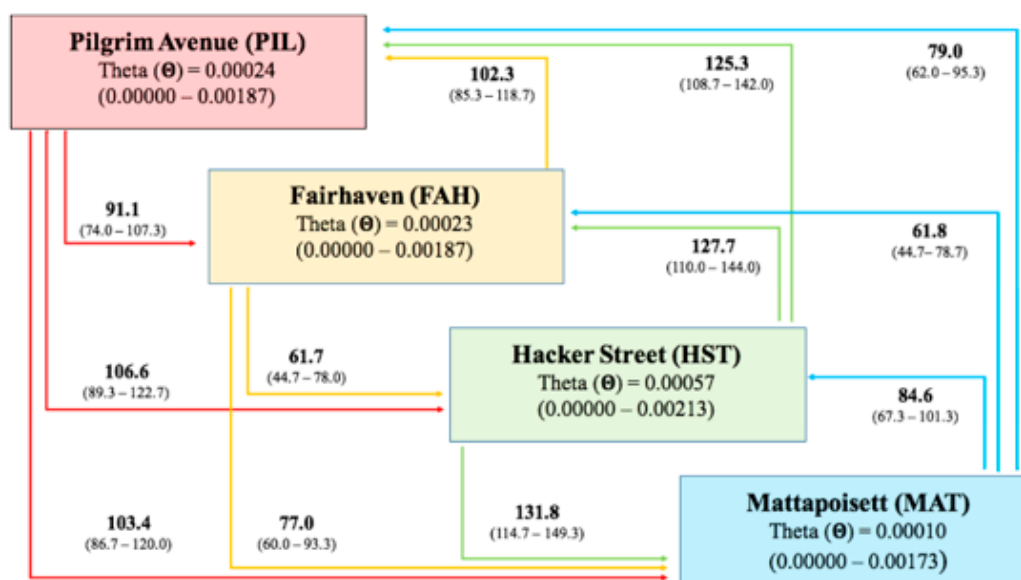 Pilgrim Avenue (PIL)
Theta (Θ) = 0.00024
(0.00000 – 0.00187)
102.3
(85.3 – 118.7)
125.3
(108.7 – 142.0)
79.0
(62.0 – 95.3)
Fairhaven (FAH)
Theta (Θ) = 0.00023
(0.00000 – 0.00187)
91.1
(74.0 – 107.3)
127.7
(110.0 – 144.0)
61.8
(44.7– 78.7)
Hacker Street (HST)
Theta (Θ) = 0.00057
(0.00000 – 0.00213)
106.6
(89.3 – 122.7)
61.7
(44.7 – 78.0)
84.6
(67.3 – 101.3)
Mattapoisett (MAT)
Theta (Θ) = 0.00010
(0.00000 – 0.00173)
103.4
(86.7 – 120.0)
77.0
(60.0 – 93.3)
131.8
(114.7 – 149.3)